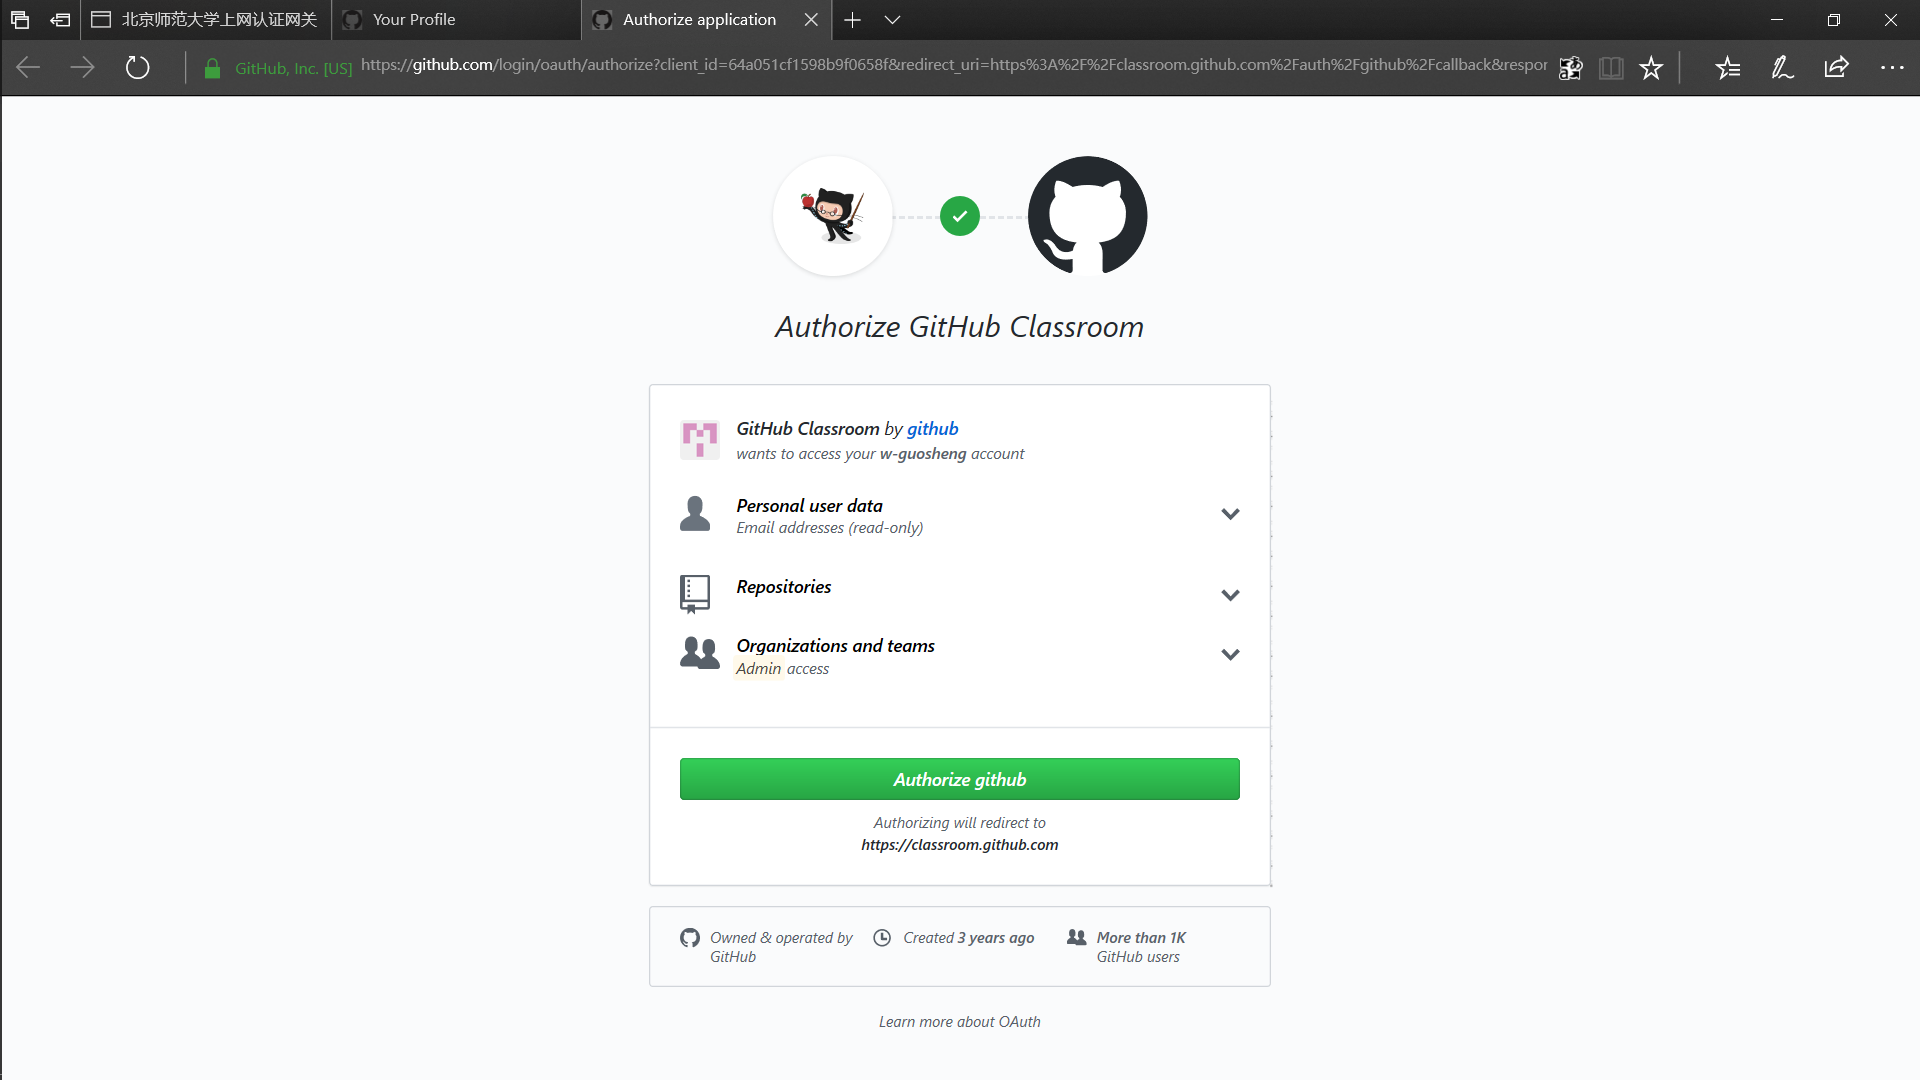 北京师范大学上网认证网关
Your Profile
Authorize application
GitHub, Inc. [US]
https://github.com/login/oauth/authorize?client_id=64a051cf1598b9f0658f&redirect_uri=https%3A%2F%2Fclassroom.github.com%2Fauth%2Fgithub%2Fcallback&respor
Authorize GitHub Classroom
GitHub Classroom by github
wants to access your w-guosheng account
Personal user data
Email addresses (read-only)
Repositories
Organizations and teams
Admin access
Authorize github
Authorizing will redirect to
https://classroom.github.com
Owned & operated by
GitHub
Created 3 years ago
More than 1K
GitHub users
Learn more about OAuth